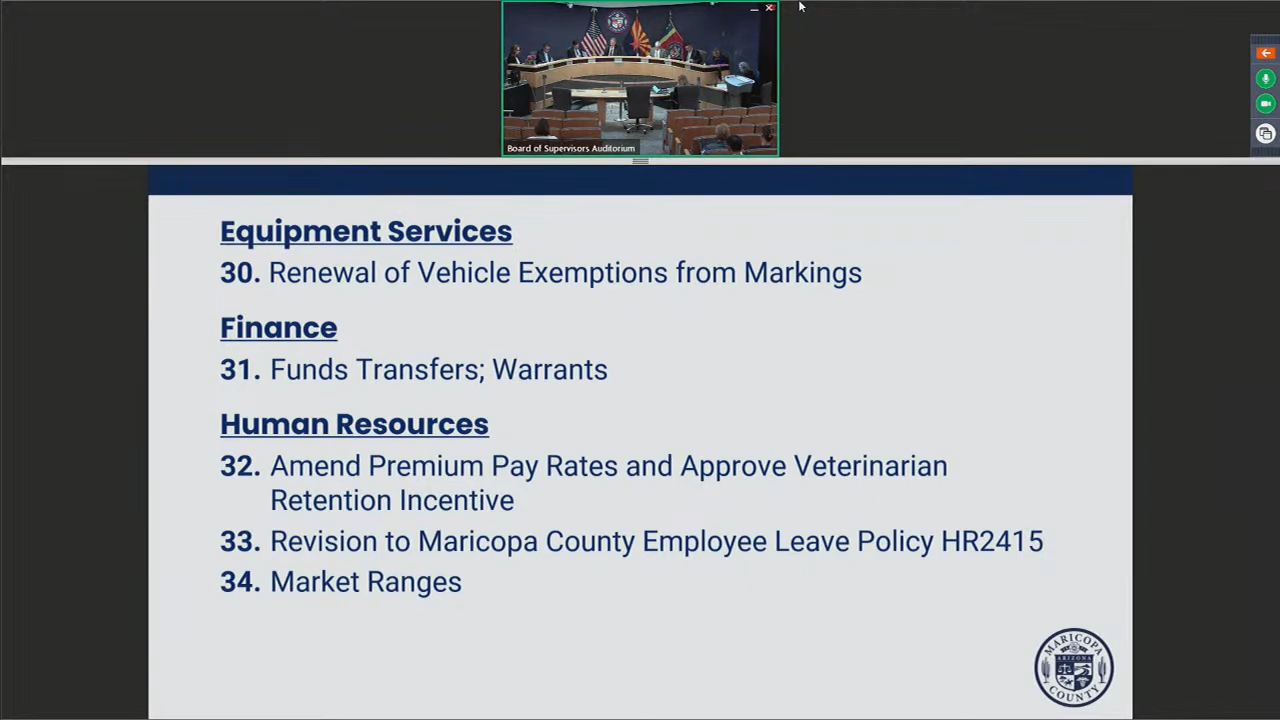 Board of Supervisors Auditorium
Equipment Services
30. Renewal of Vehicle Exemptions from Markings
Finance
31. Funds Transfers; Warrants
Human Resources
32. Amend Premium Pay Rates and Approve Veterinarian
Retention Incentive
33. Revision to Maricopa County Employee Leave Policy HR2415
34. Market Ranges
MARICOPA
ARIZONA
COUNTY